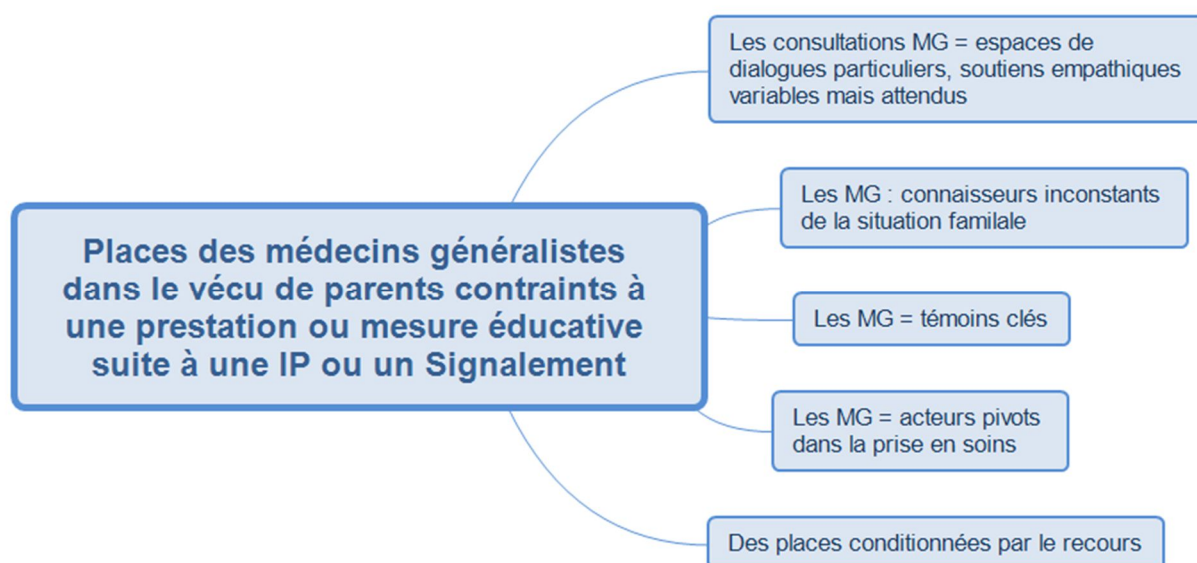 Les consultations MG = espaces de
dialogues particuliers, soutiens empathiques
variables mais attendus
Les MG : connaisseurs inconstants
de la situation familale
Places des médecins généralistes
dans le vécu de parents contraints à
une prestation ou mesure éducative
suite à une IP ou un Signalement
Les MG = témoins clés
Les MG = acteurs pivots
dans la prise en soins
Des places conditionnées par le recours